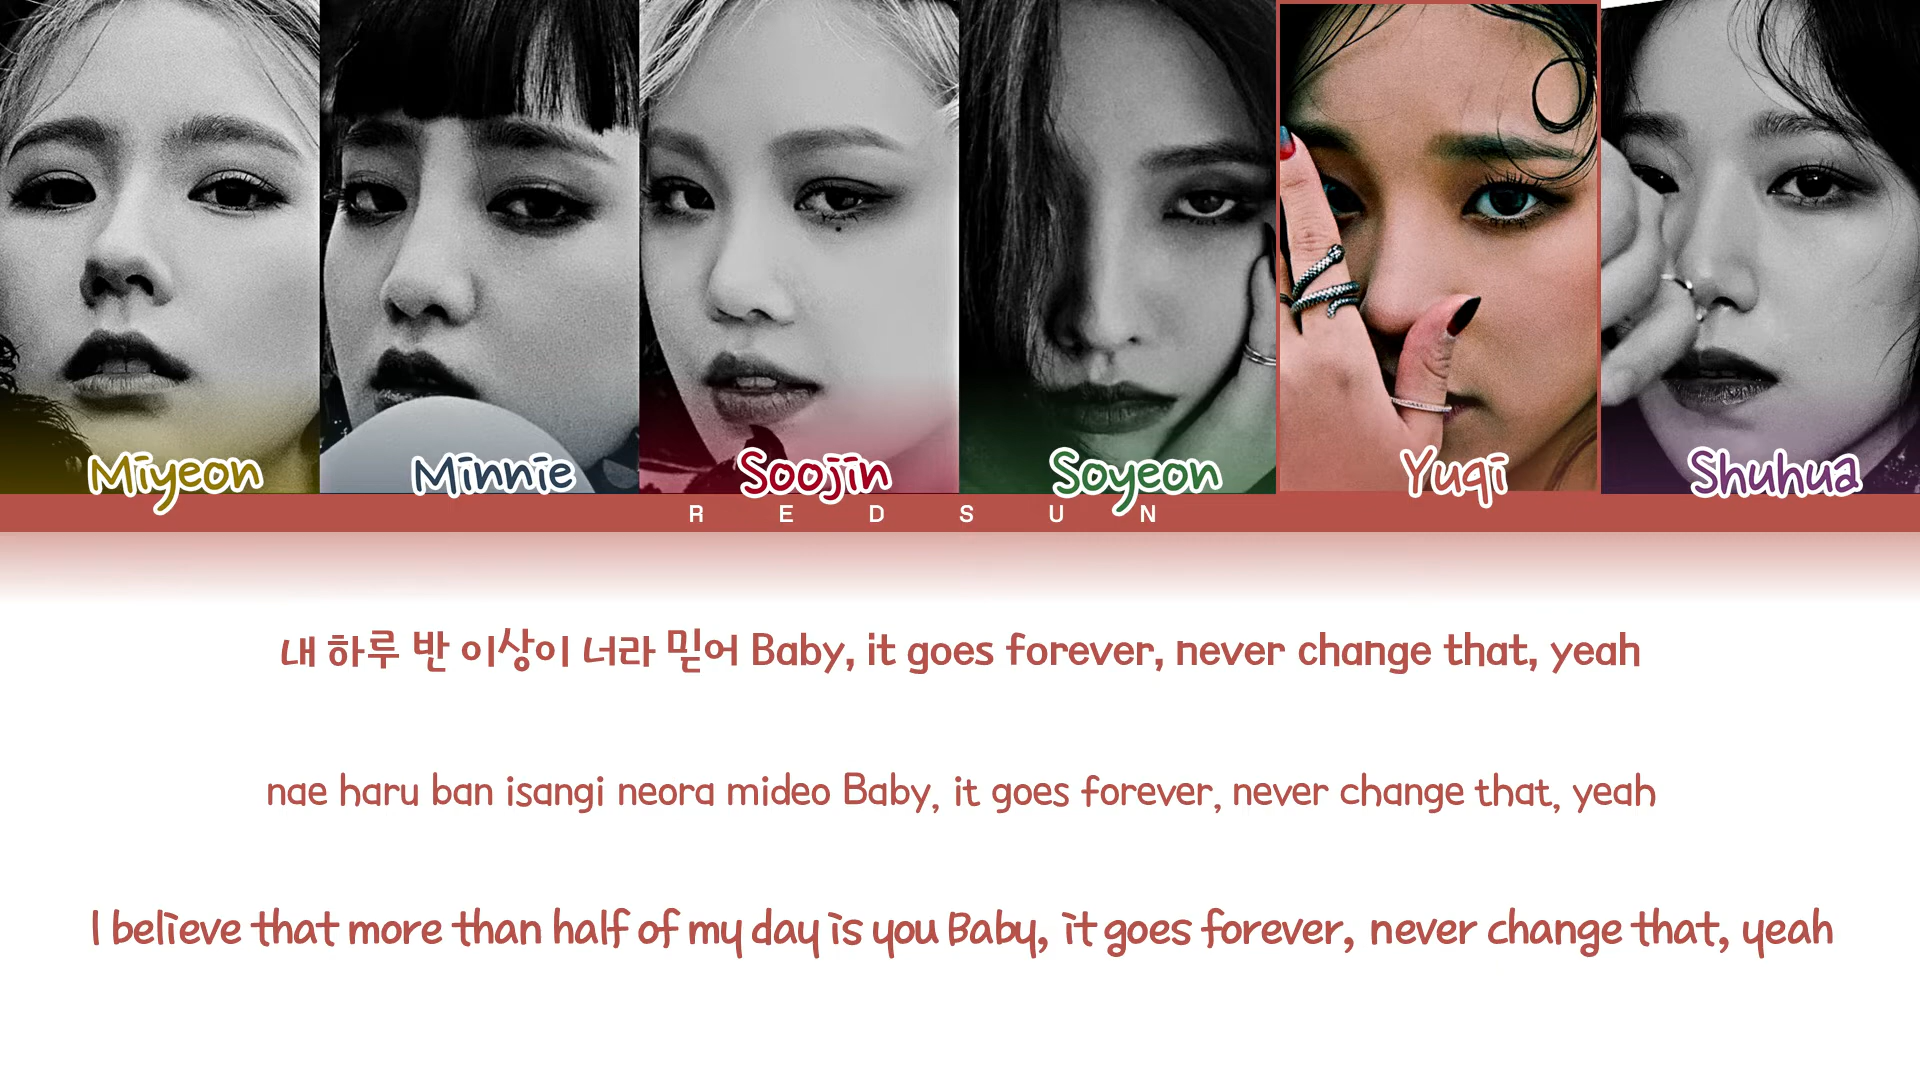 Miyeon
Minnie
Soojin
Soyeon
Yuqi
Shuhua
REDSUN
내 하루 반 이상이 너라 믿어 Baby, it goes forever, never change that, yeah
nae haru ban isangi neora mideo Baby, it goes forever, never change that, yeah
I believe that more than half of my day is you Baby, it goes forever, never change that, yeah